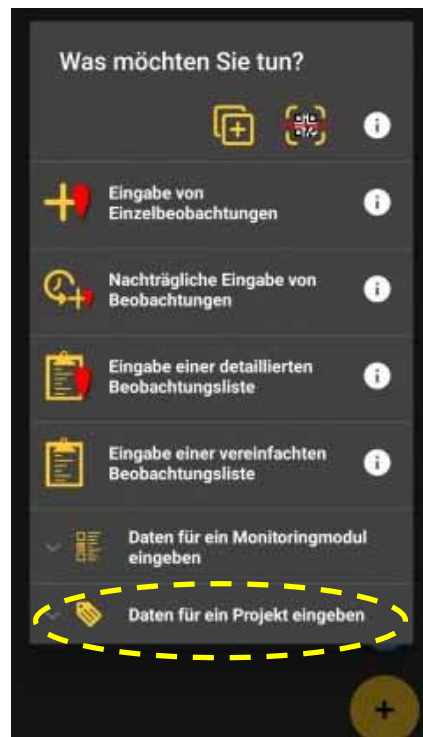 Was möchten Sie tun?
Eingabe von
Einzelbeobachtungen
Nachträgliche Eingabe von
Beobachtungen
Eingabe einer detaillierten
Beobachtungsliste
Eingabe einer vereinfachten
Beobachtungsliste
Daten für ein Monitoringmodul
eingeben
Daten für ein Projekt eingeben